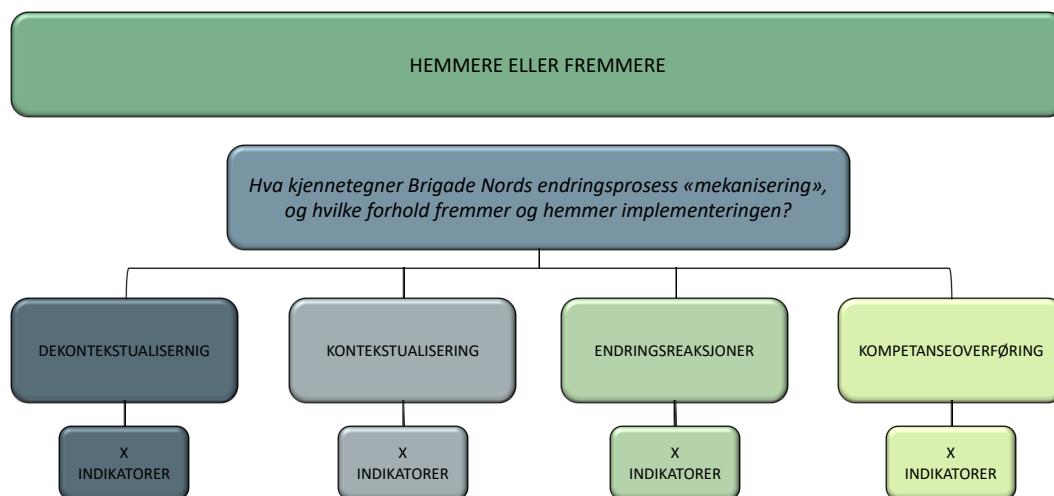 HEMMERE ELLER FREMMERE
Hva kjennetegner Brigade Nords endringsprosess «mekanisering»,
og hvilke forhold fremmer og hemmer implementeringen?
DEKONTEKSTUALISERNIG
KONTEKSTUALISERING
ENDRINGSREAKSJONER
KOMPETANSEOVERFØRING
X
INDIKATORER
X
INDIKATORER
X
INDIKATORER
X
INDIKATORER